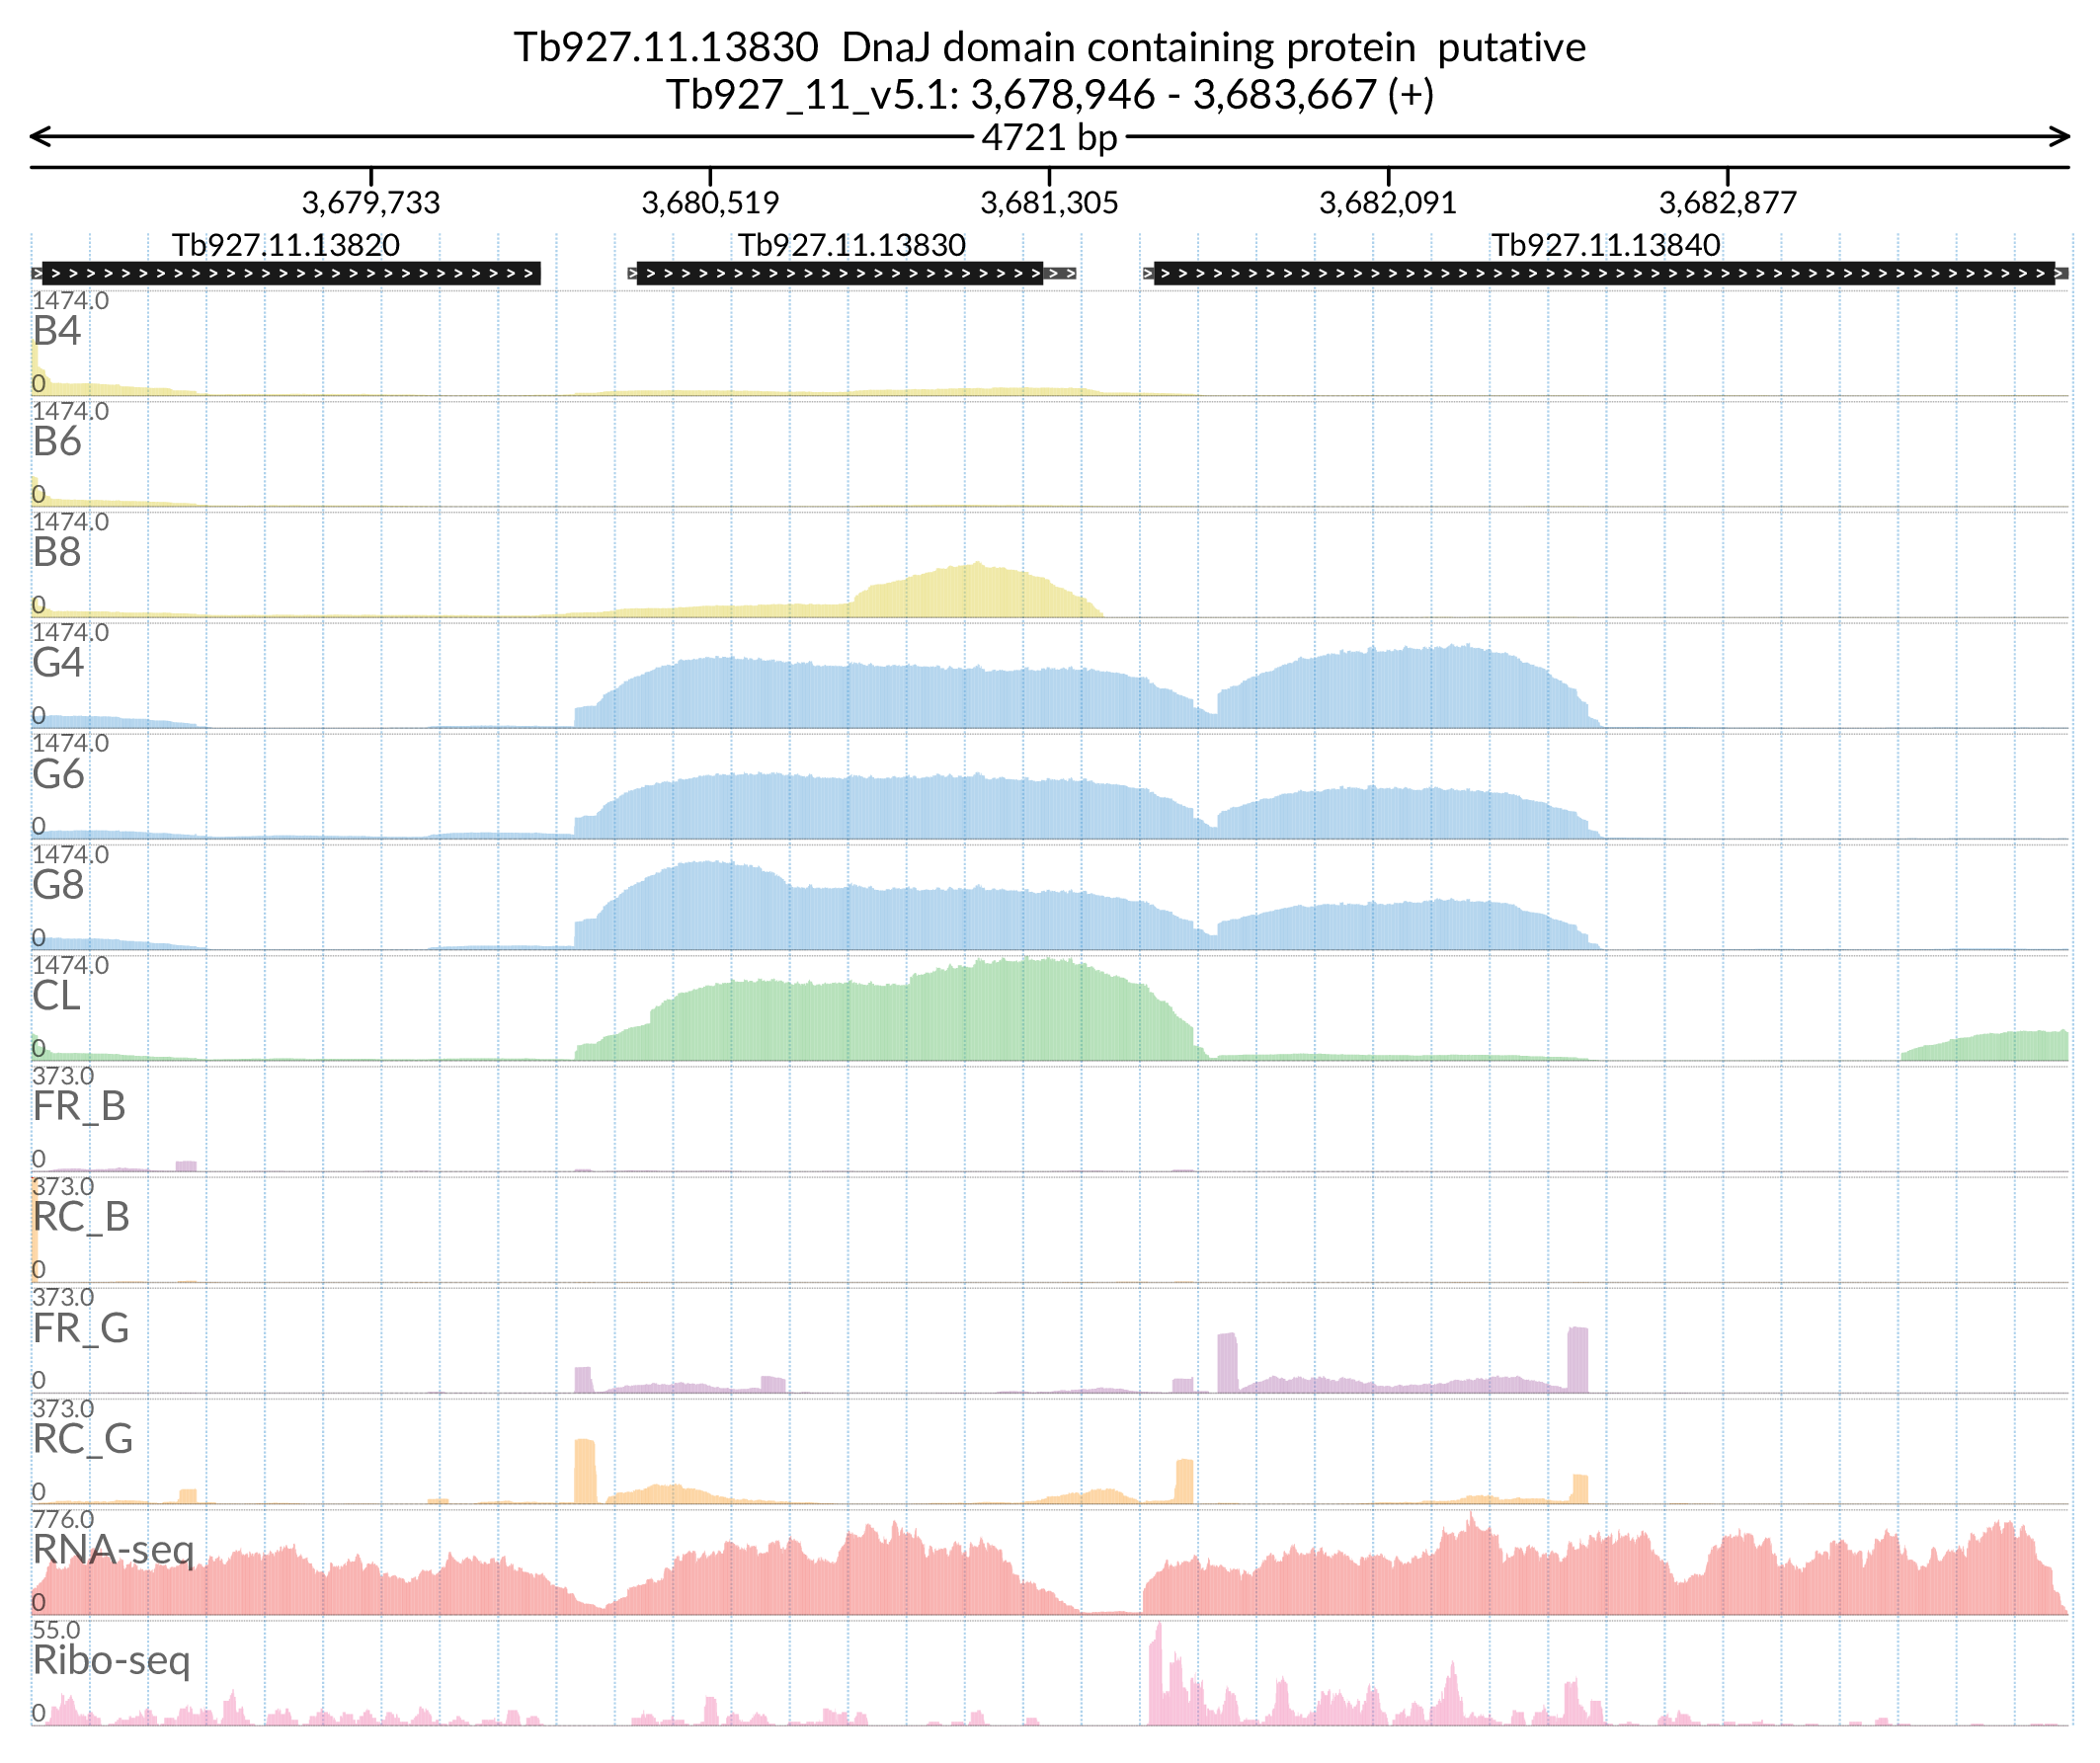 Tb927.11.13830  DnaJ domain containing protein  putative
Tb927_11_v5.1: 3,678,946 - 3,683,667 (+)
4721 bp
3,679,733 3,680,519 3,681,305 3,682,091 3,682,877
Tb927.11.13820 Tb927.11.13830 Tb927.11.13840
1474.0
B4
0
1474.0
B6
0
1474.0
B8
0
1474.0
G4
0
1474.0
G6
0
1474.0
G8
0
1474.0
CL
0
373.0
FR_B
0
373.0
RC_B
0
373.0
FR_G
0
373.0
RC_G
0
776.0
RNA-seq
0
55.0
Ribo-seq
0